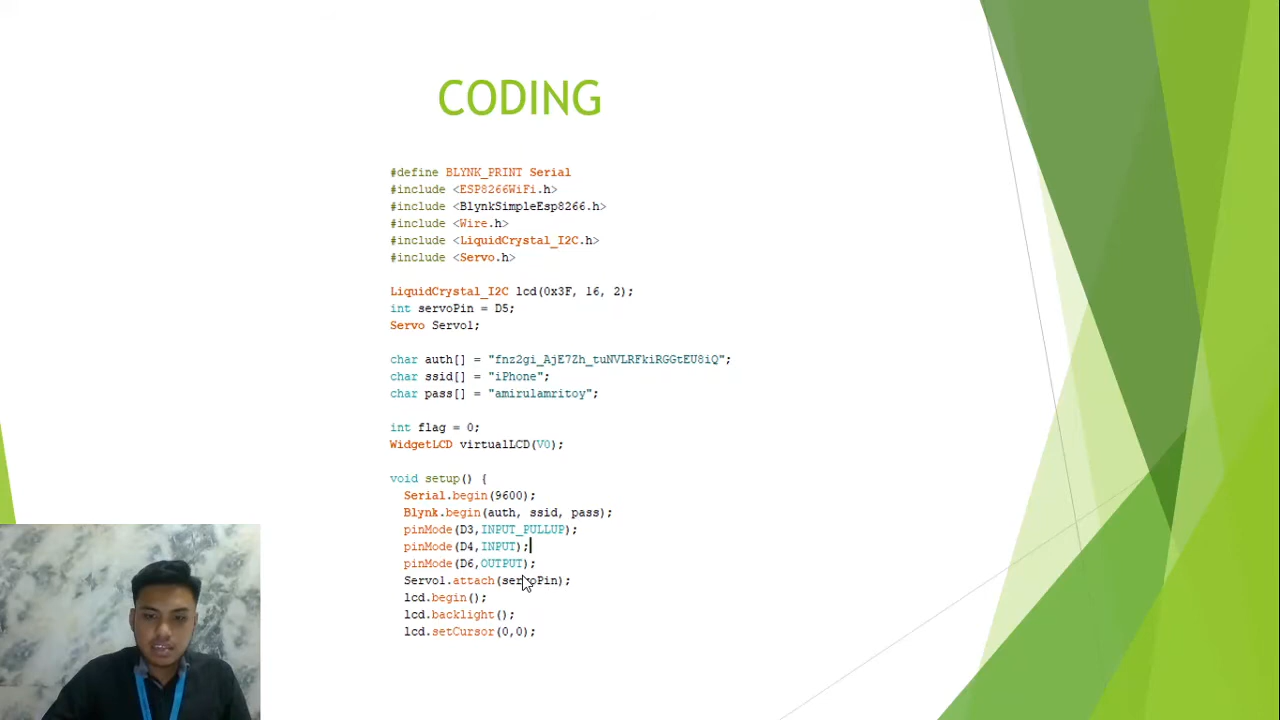 CODING
#define BLYNK_PRINT Serial
#include <ESP8266WiFi.h>
#include <BlynkSimpleEsp8266.h>
#include <Wire.h>
#include <LiquidCrystal_I2C.h>
#include <Servo.h>
LiquidCrystal_I2C lcd(0x3F, 16, 2);
int servoPin = D5;
Servo Servo1;
char auth[] = "fnz2gi_AjE7Zh_tuNVLRFkiRGGtEU8iQ";
char ssid[] = "iPhone";
char pass[] = "amirulamritoy";
int flag = 0;
WidgetLCD virtualLCD(V0);
void setup() {
Serial.begin(9600);
Blynk.begin(auth, ssid, pass);
pinMode(D3,INPUT_PULLUP);
pinMode(D4,INPUT);
pinMode(D6,OUTPUT);
Servo1.attach(servoPin);
lcd.begin();
lcd.backlight();
lcd.setCursor(0,0);